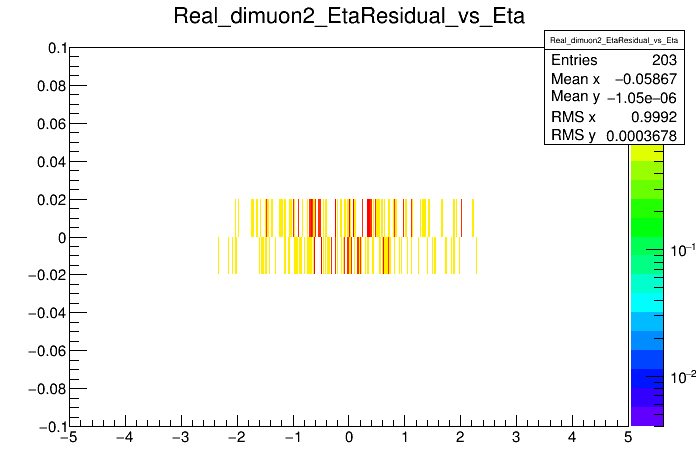 Real_dimuon2_EtaResidual_vs_Eta
Real_dimuon2_EtaResidual_vs_Eta
Entries 203
Mean x −0.05867
Mean y −1.05e−06
RMS x 0.9992
RMS y 0.0003678
0.1
0.08
0.06
0.04
0.02
0
−0.02
−0.04
−0.06
−0.08
−0.1
−5 −4 −3 −2 −1 0 1 2 3 4 5
10−1
10−2